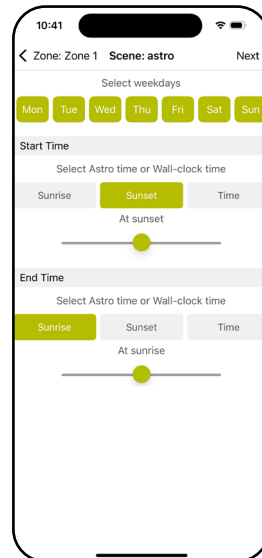 10:41
Zone: Zone 1 Scene: astro Next
Select weekdays
Mon Tue Wed Thu Fri Sat Sun
Start Time
Select Astro time or Wall-clock time
Sunrise Sunset Time
At sunset
End Time
Select Astro time or Wall-clock time
Sunrise Sunset Time
At sunrise